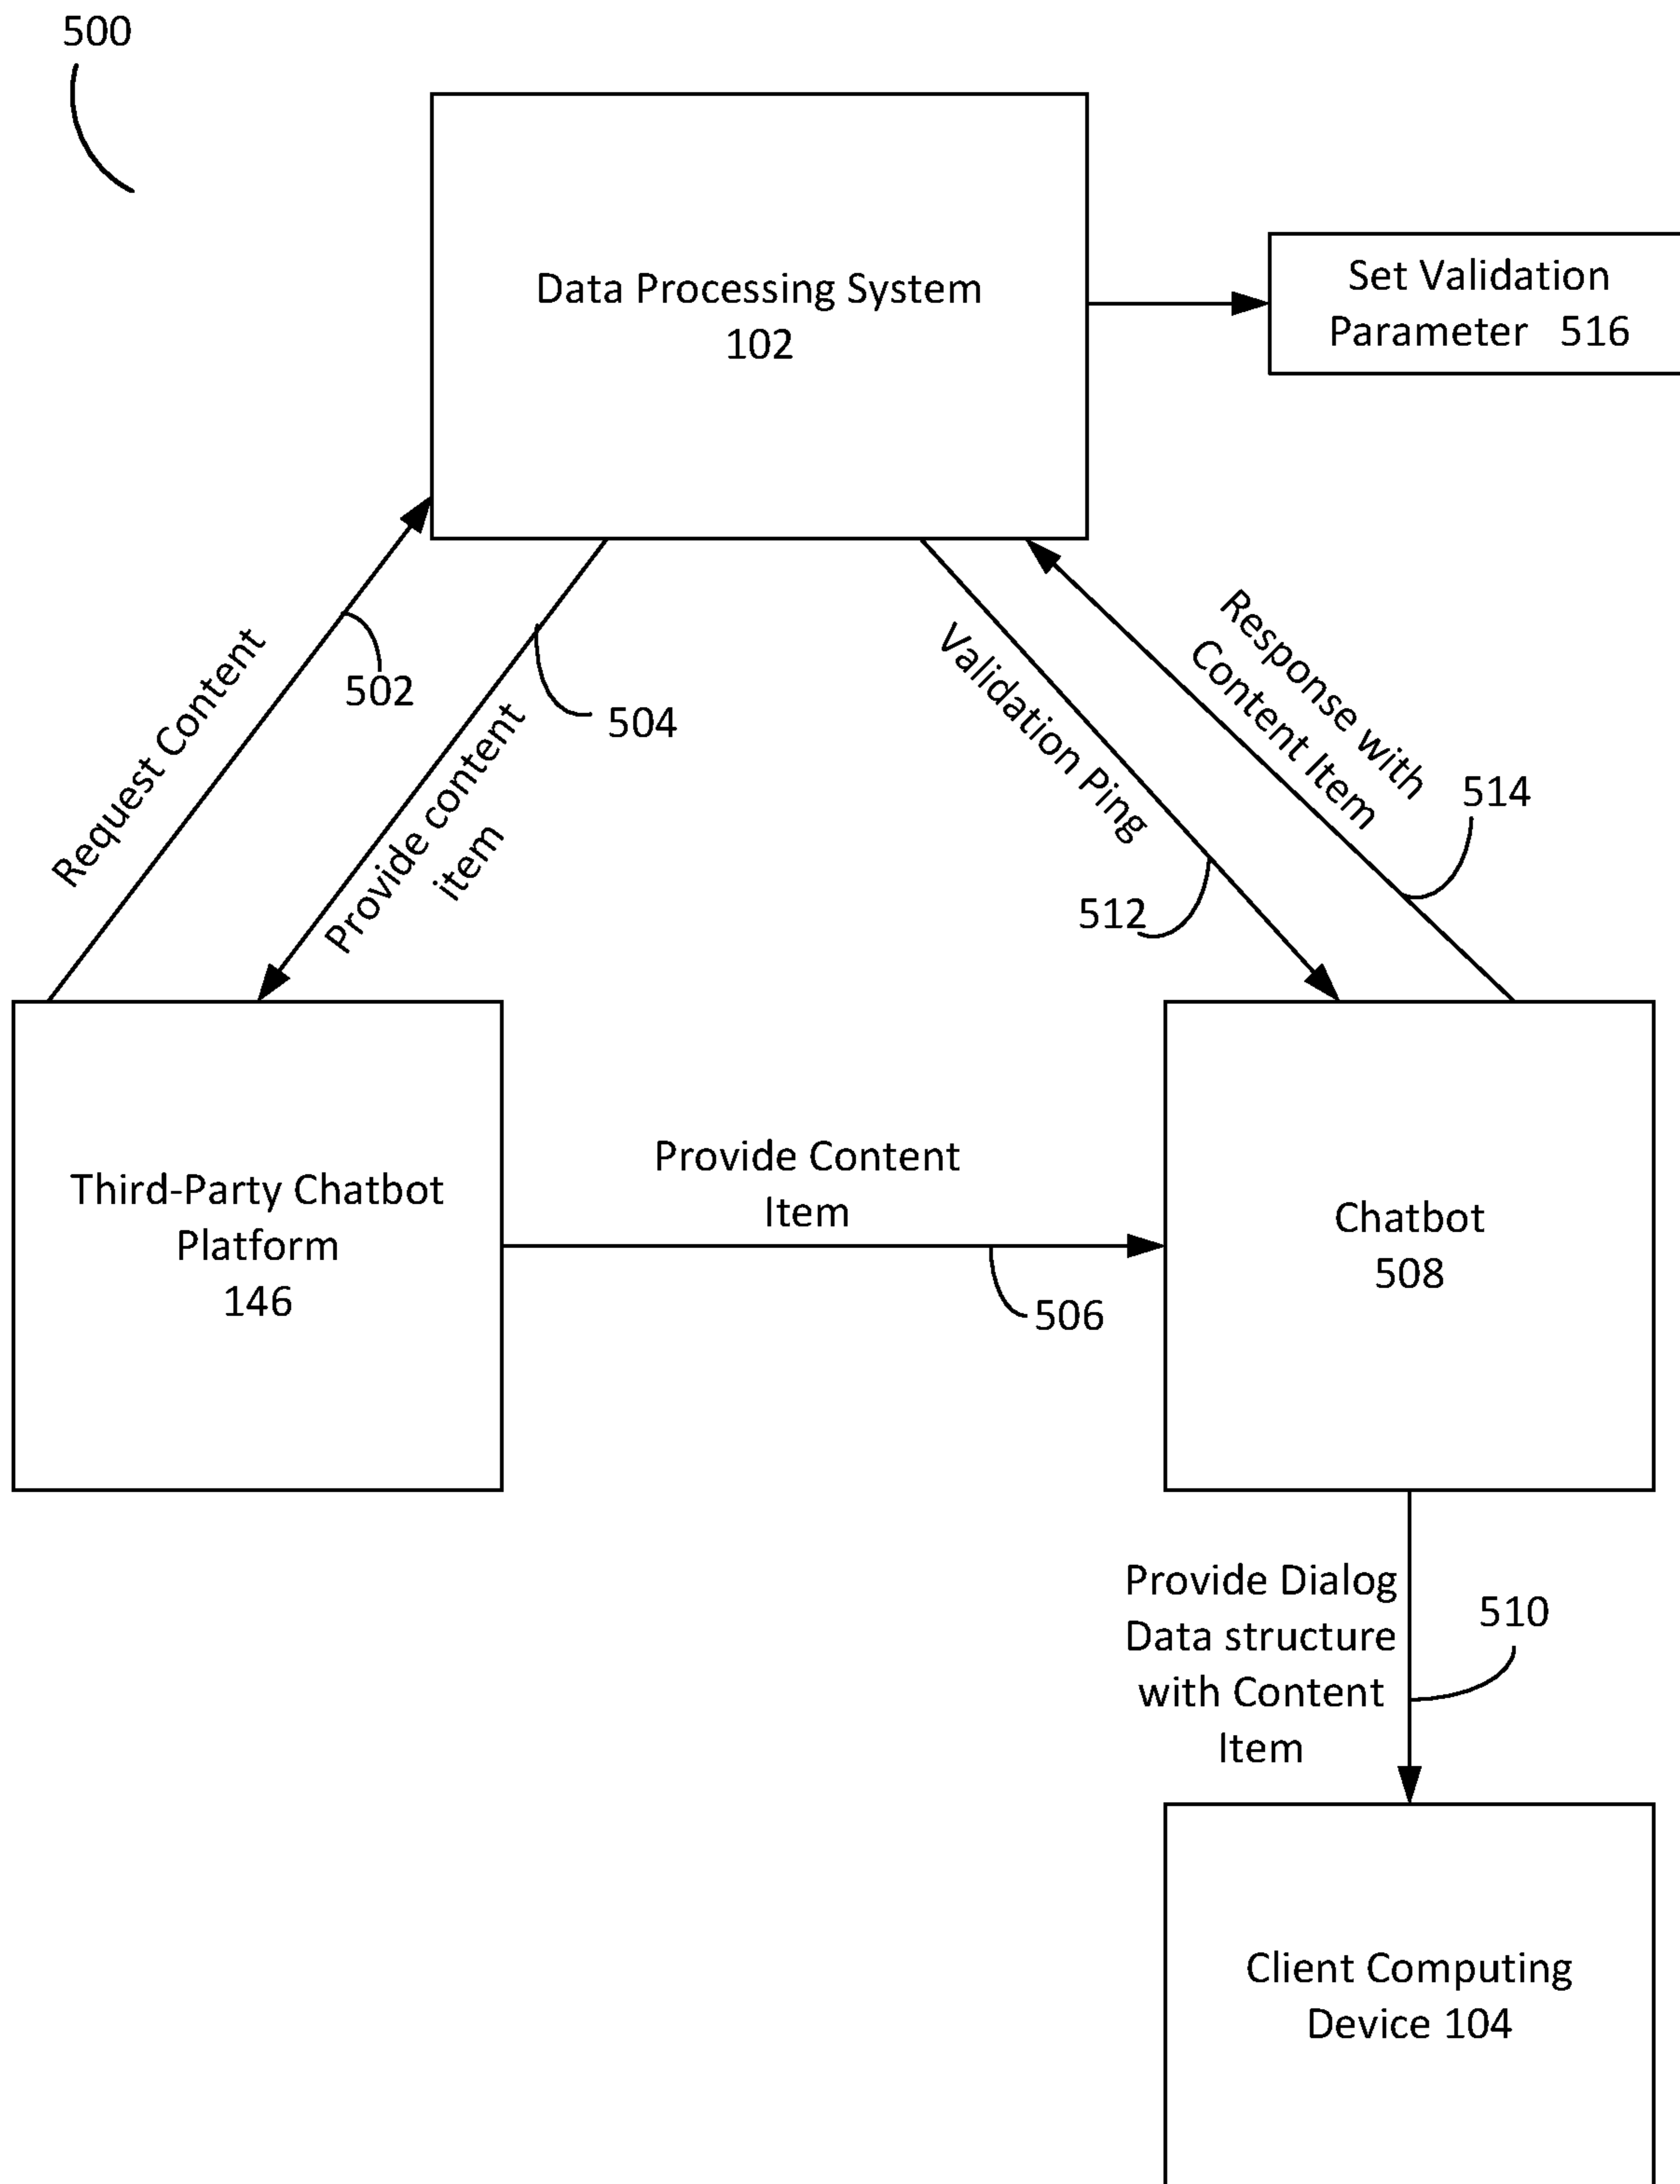 500
Data Processing System
102
Set Validation
Parameter 516
Request Content
502
Provide content
item
504
Validation Ping
512
Response with
Content Item
514
Third-Party Chatbot
Platform
146
Provide Content
Item
506
Chatbot
508
Provide Dialog
Data structure
with Content
Item
510
Client Computing
Device 104